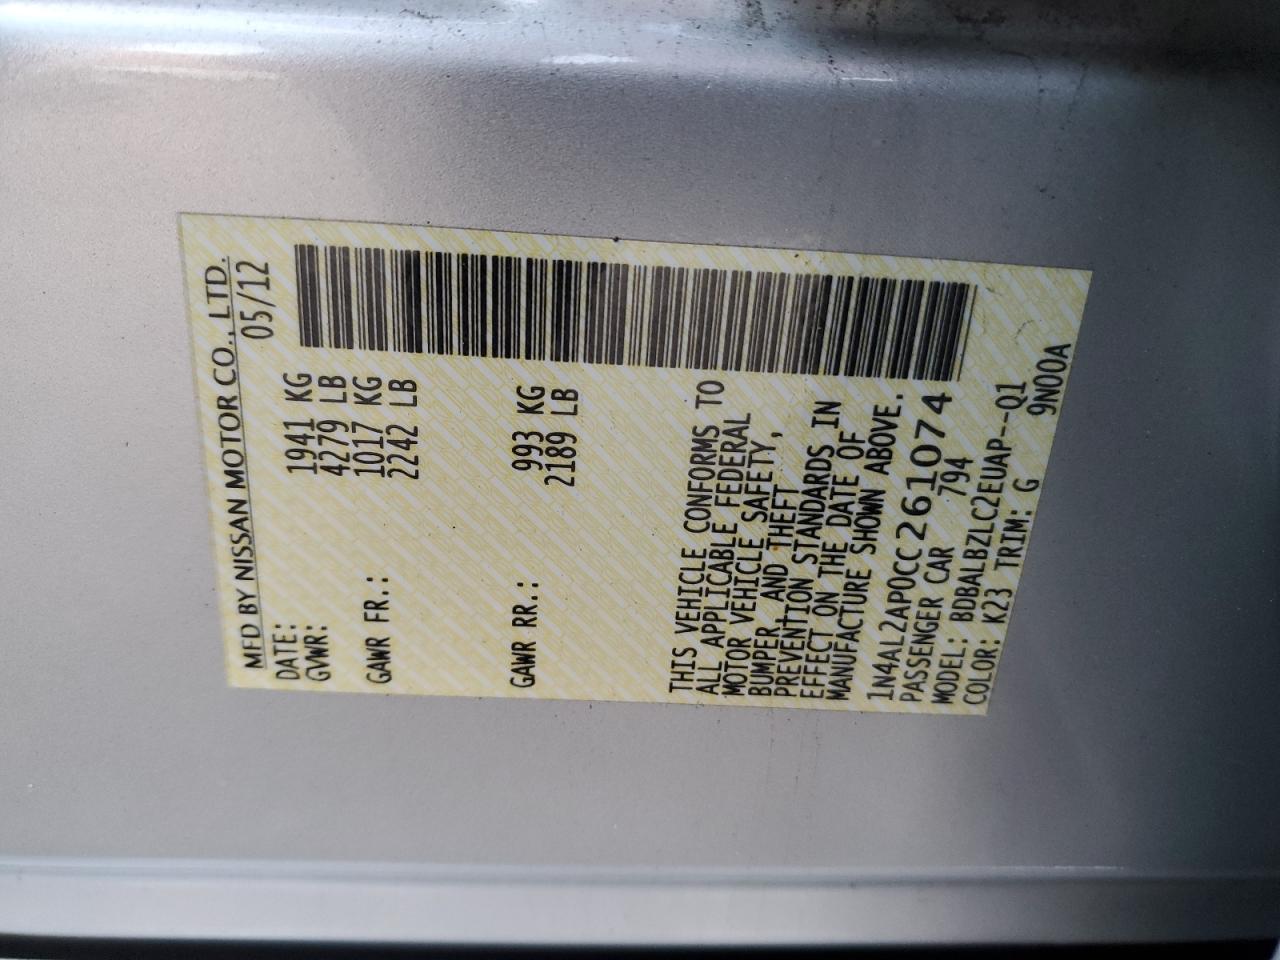 MFD BY NISSAN MOTOR CO., LTD.
DATE: 05/12
GVWR: 1941 KG
4279 LB
GAWR FR.: 1017 KG
2242 LB
GAWR RR.: 993 KG
2189 LB
THIS VEHICLE CONFORMS TO
ALL APPLICABLE FEDERAL
MOTOR VEHICLE SAFETY,
BUMPER, AND THEFT
PREVENTION STANDARDS IN
EFFECT ON THE DATE OF
MANUFACTURE SHOWN ABOVE.
1N4AL2AP0CC261074
PASSENGER CAR 794
MODEL: BDBALBZLC2EUAP--Q1
COLOR: K23 TRIM: G 9N00A